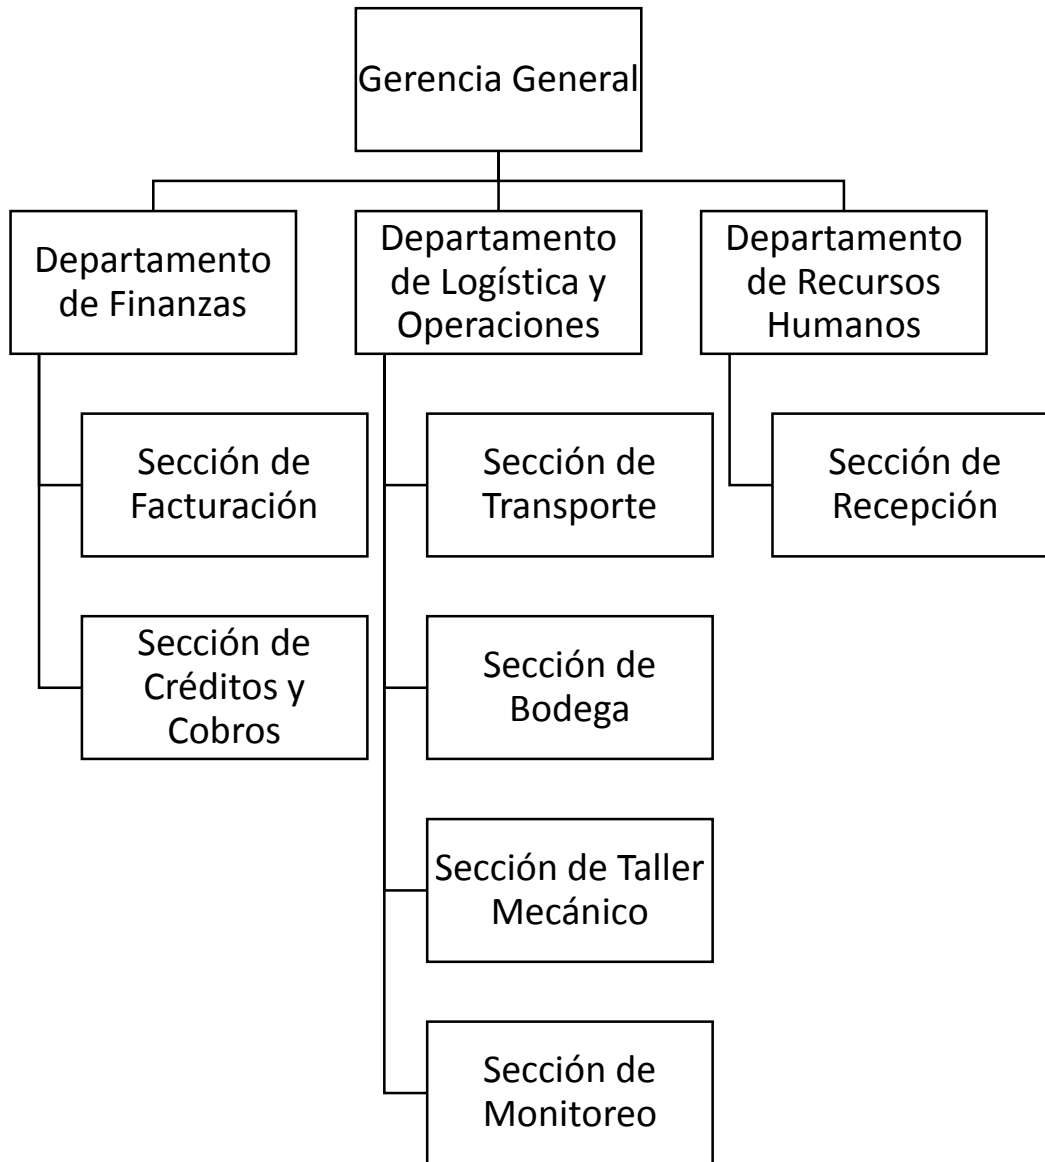 Gerencia General
Departamento
de Finanzas
Departamento
de Logística y
Operaciones
Departamento
de Recursos
Humanos
Sección de
Facturación
Sección de
Transporte
Sección de
Recepción
Sección de
Créditos y
Cobros
Sección de
Bodega
Sección de Taller
Mecánico
Sección de
Monitoreo